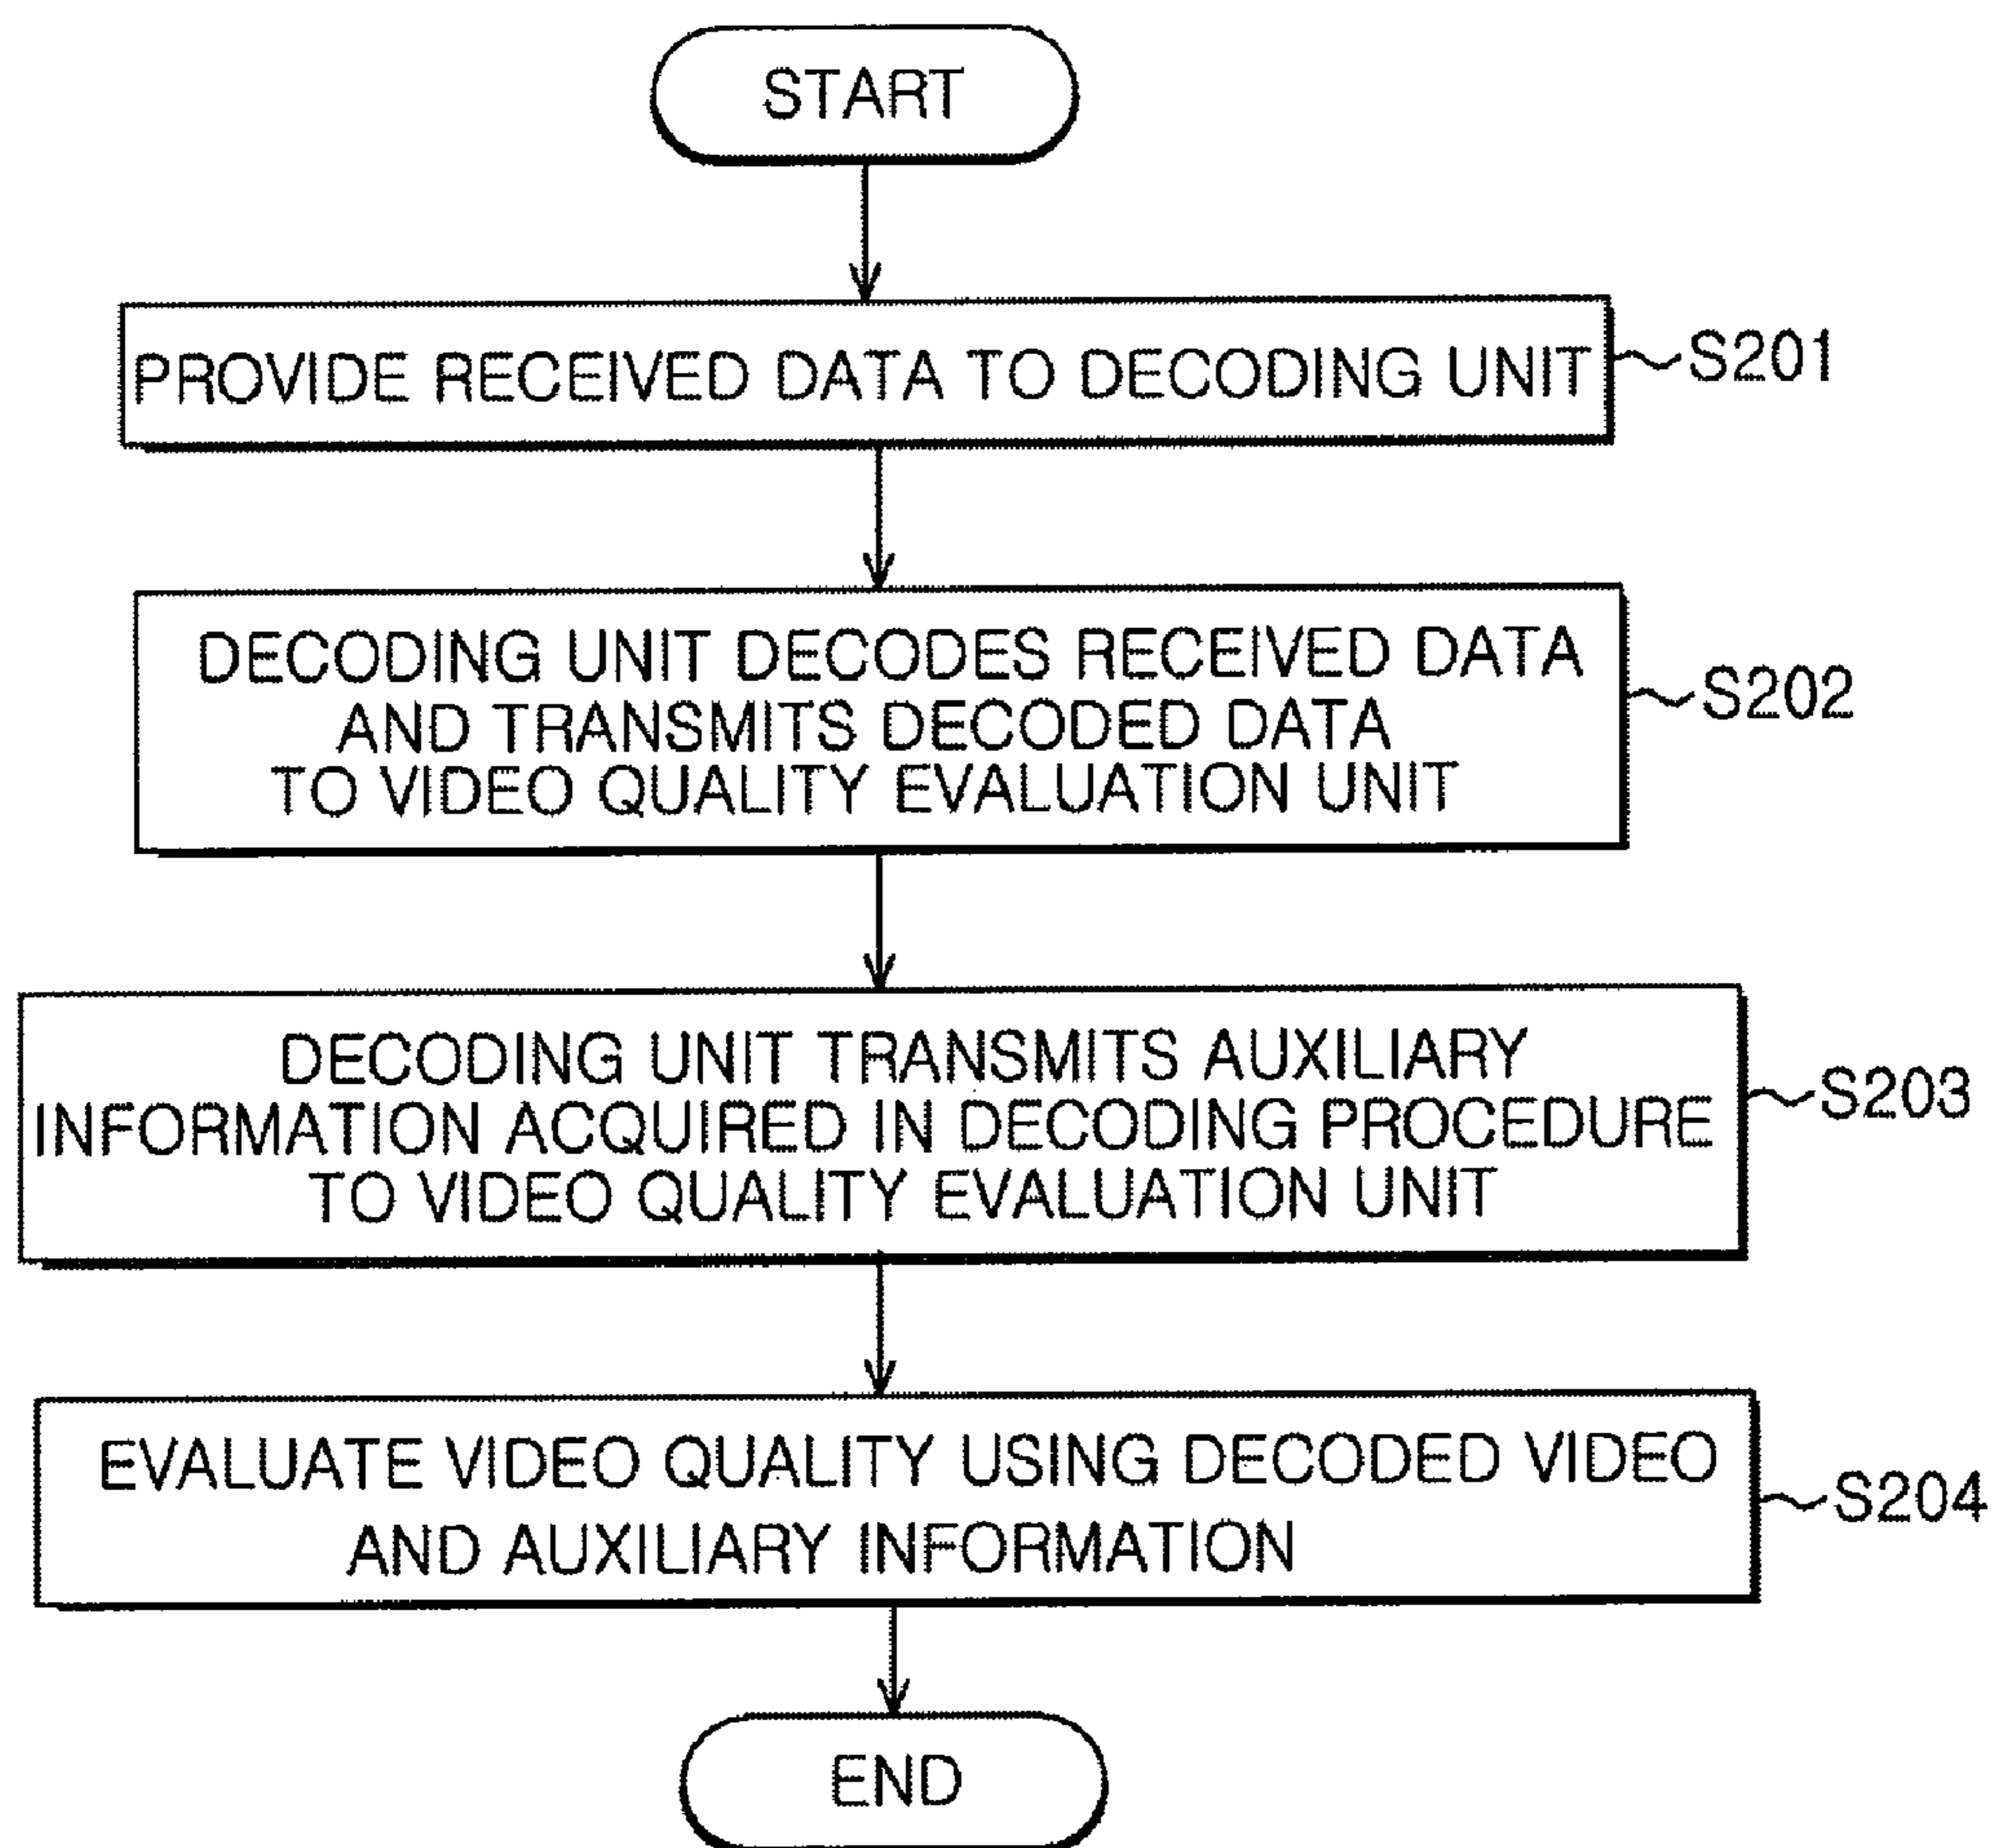 START
PROVIDE RECEIVED DATA TO DECODING UNIT
S201
DECODING UNIT DECODES RECEIVED DATA
AND TRANSMITS DECODED DATA
TO VIDEO QUALITY EVALUATION UNIT
S202
DECODING UNIT TRANSMITS AUXILIARY
INFORMATION ACQUIRED IN DECODING PROCEDURE
TO VIDEO QUALITY EVALUATION UNIT
S203
EVALUATE VIDEO QUALITY USING DECODED VIDEO
AND AUXILIARY INFORMATION
S204
END